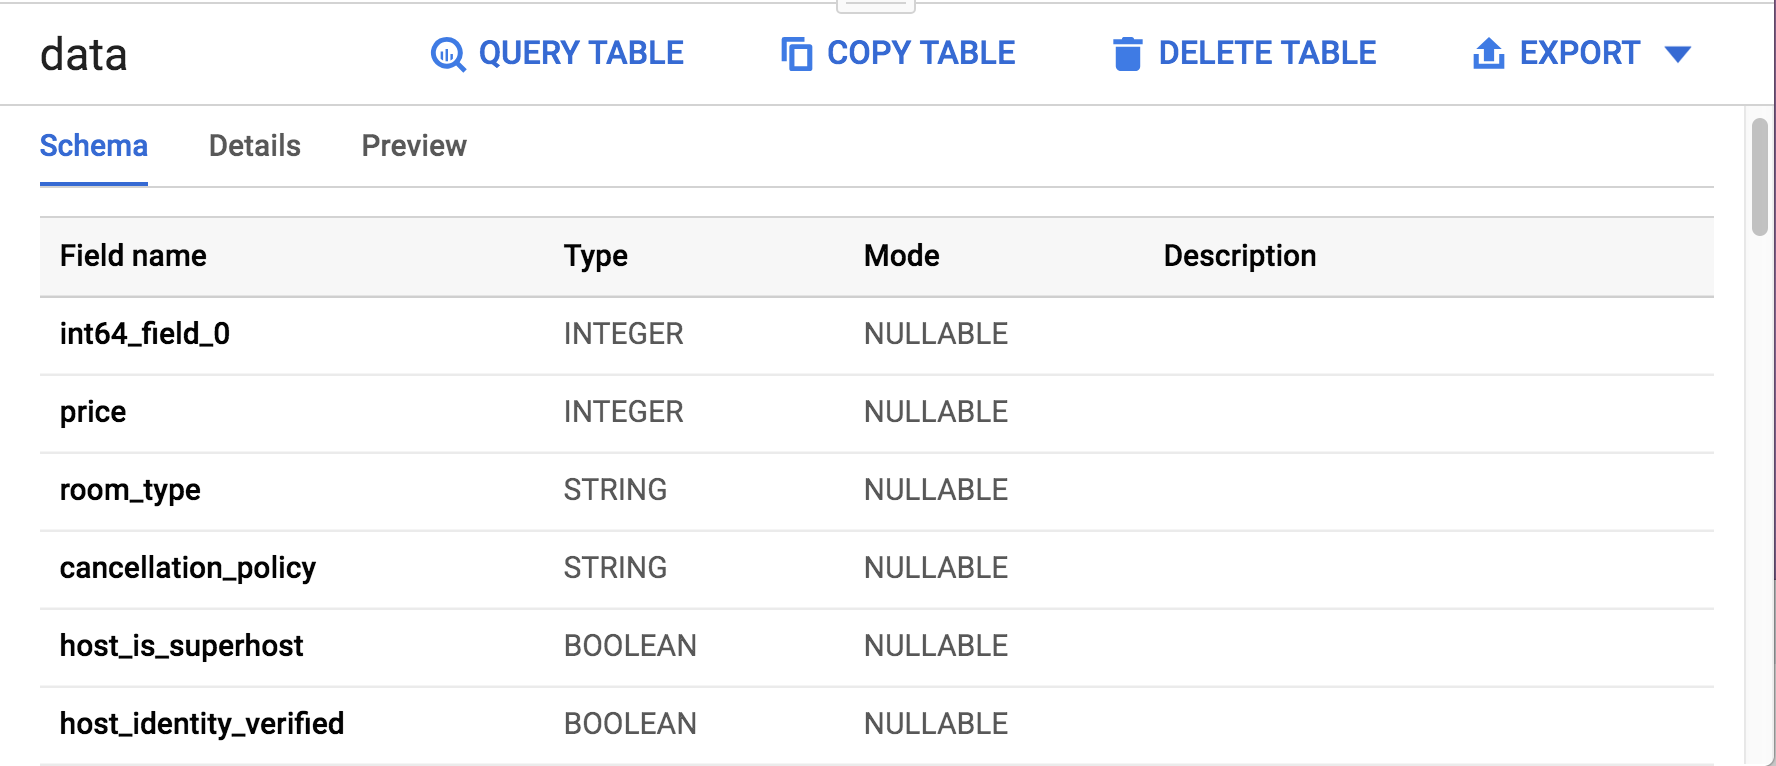 data QUERY TABLE COPY TABLE DELETE TABLE EXPORT
Schema Details Preview
Field name Type Mode Description
int64_field_0 INTEGER NULLABLE
price INTEGER NULLABLE
room_type STRING NULLABLE
cancellation_policy STRING NULLABLE
host_is_superhost BOOLEAN NULLABLE
host_identity_verified BOOLEAN NULLABLE